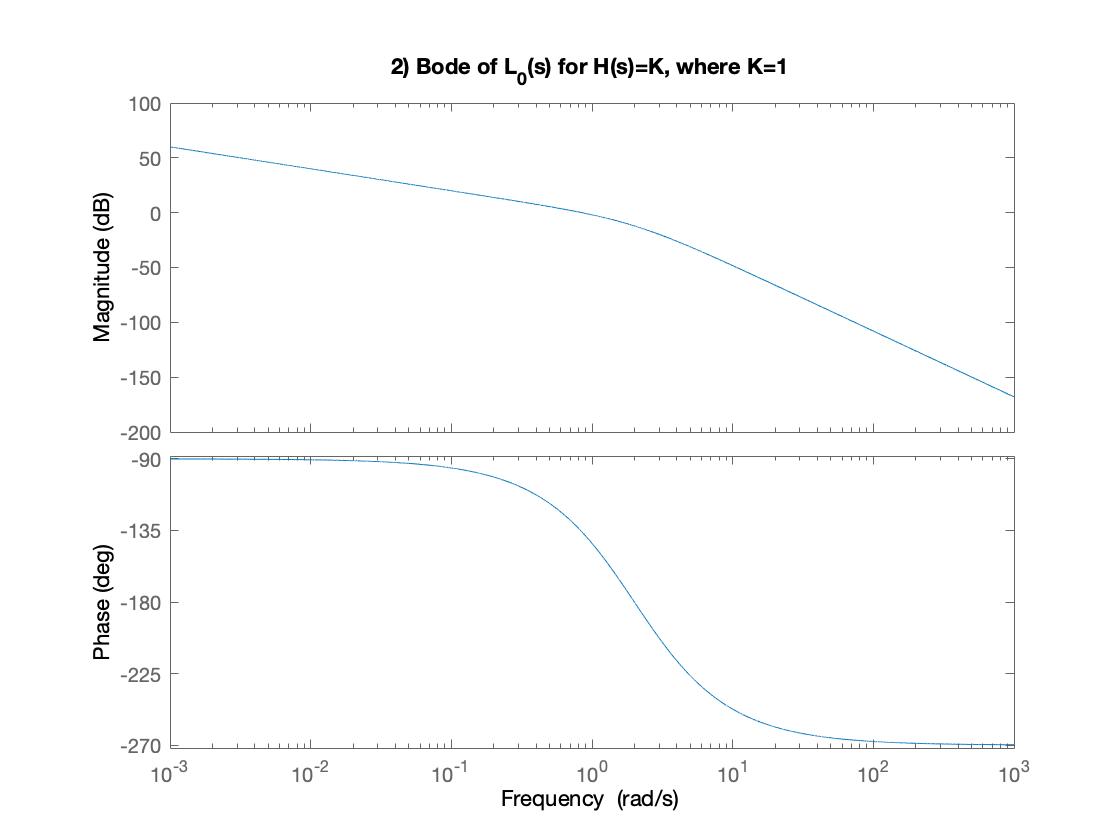 2) Bode of L0(s) for H(s)=K, where K=1
100
50
0
-50
-100
-150
-200
Magnitude (dB)
-90
-135
-180
-225
-270
Phase (deg)
10-3 10-2 10-1 100 101 102 103
Frequency (rad/s)